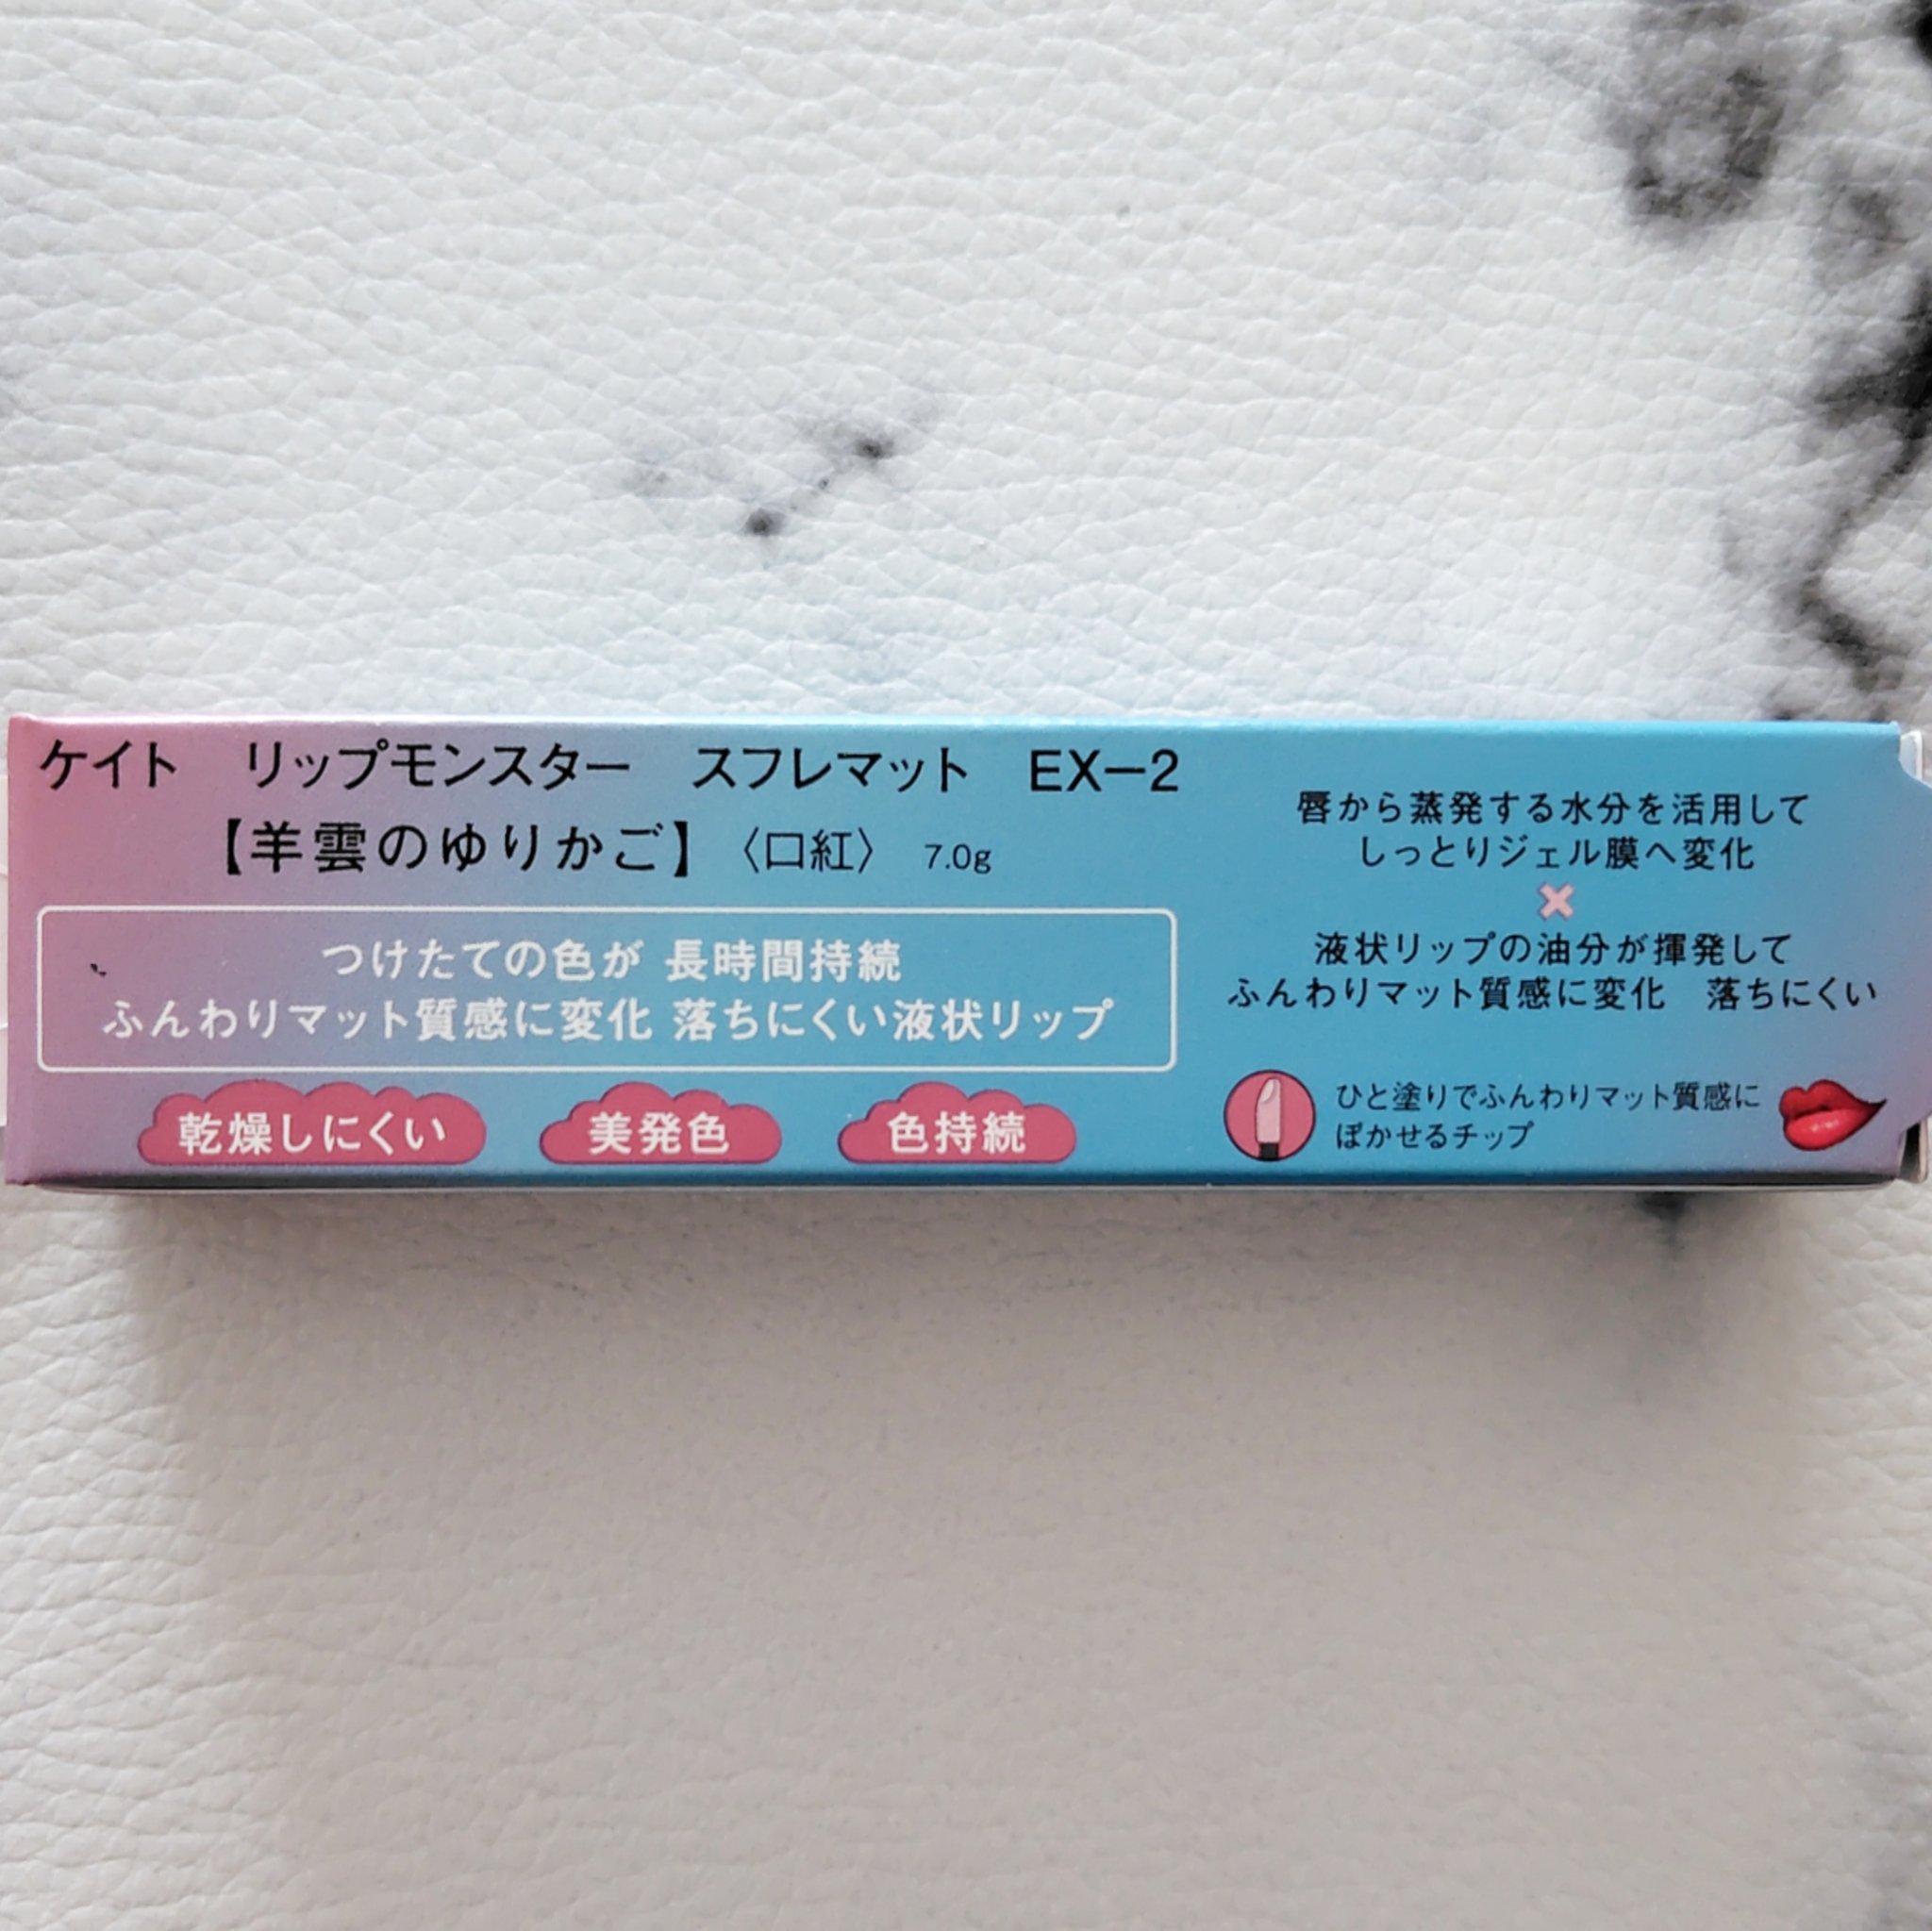 ケイト　リップモンスター　スフレマット　EX－2
【羊雲のゆりかご】〈口紅〉 7.0g
つけたての色が 長時間持続
ふんわりマット質感に変化 落ちにくい液状リップ
乾燥しにくい
美発色
色持続
唇から蒸発する水分を活用して
しっとりジェル膜へ変化
×
液状リップの油分が揮発して
ふんわりマット質感に変化　落ちにくい
ひと塗りでふんわりマット質感に
ぼかせるチップ